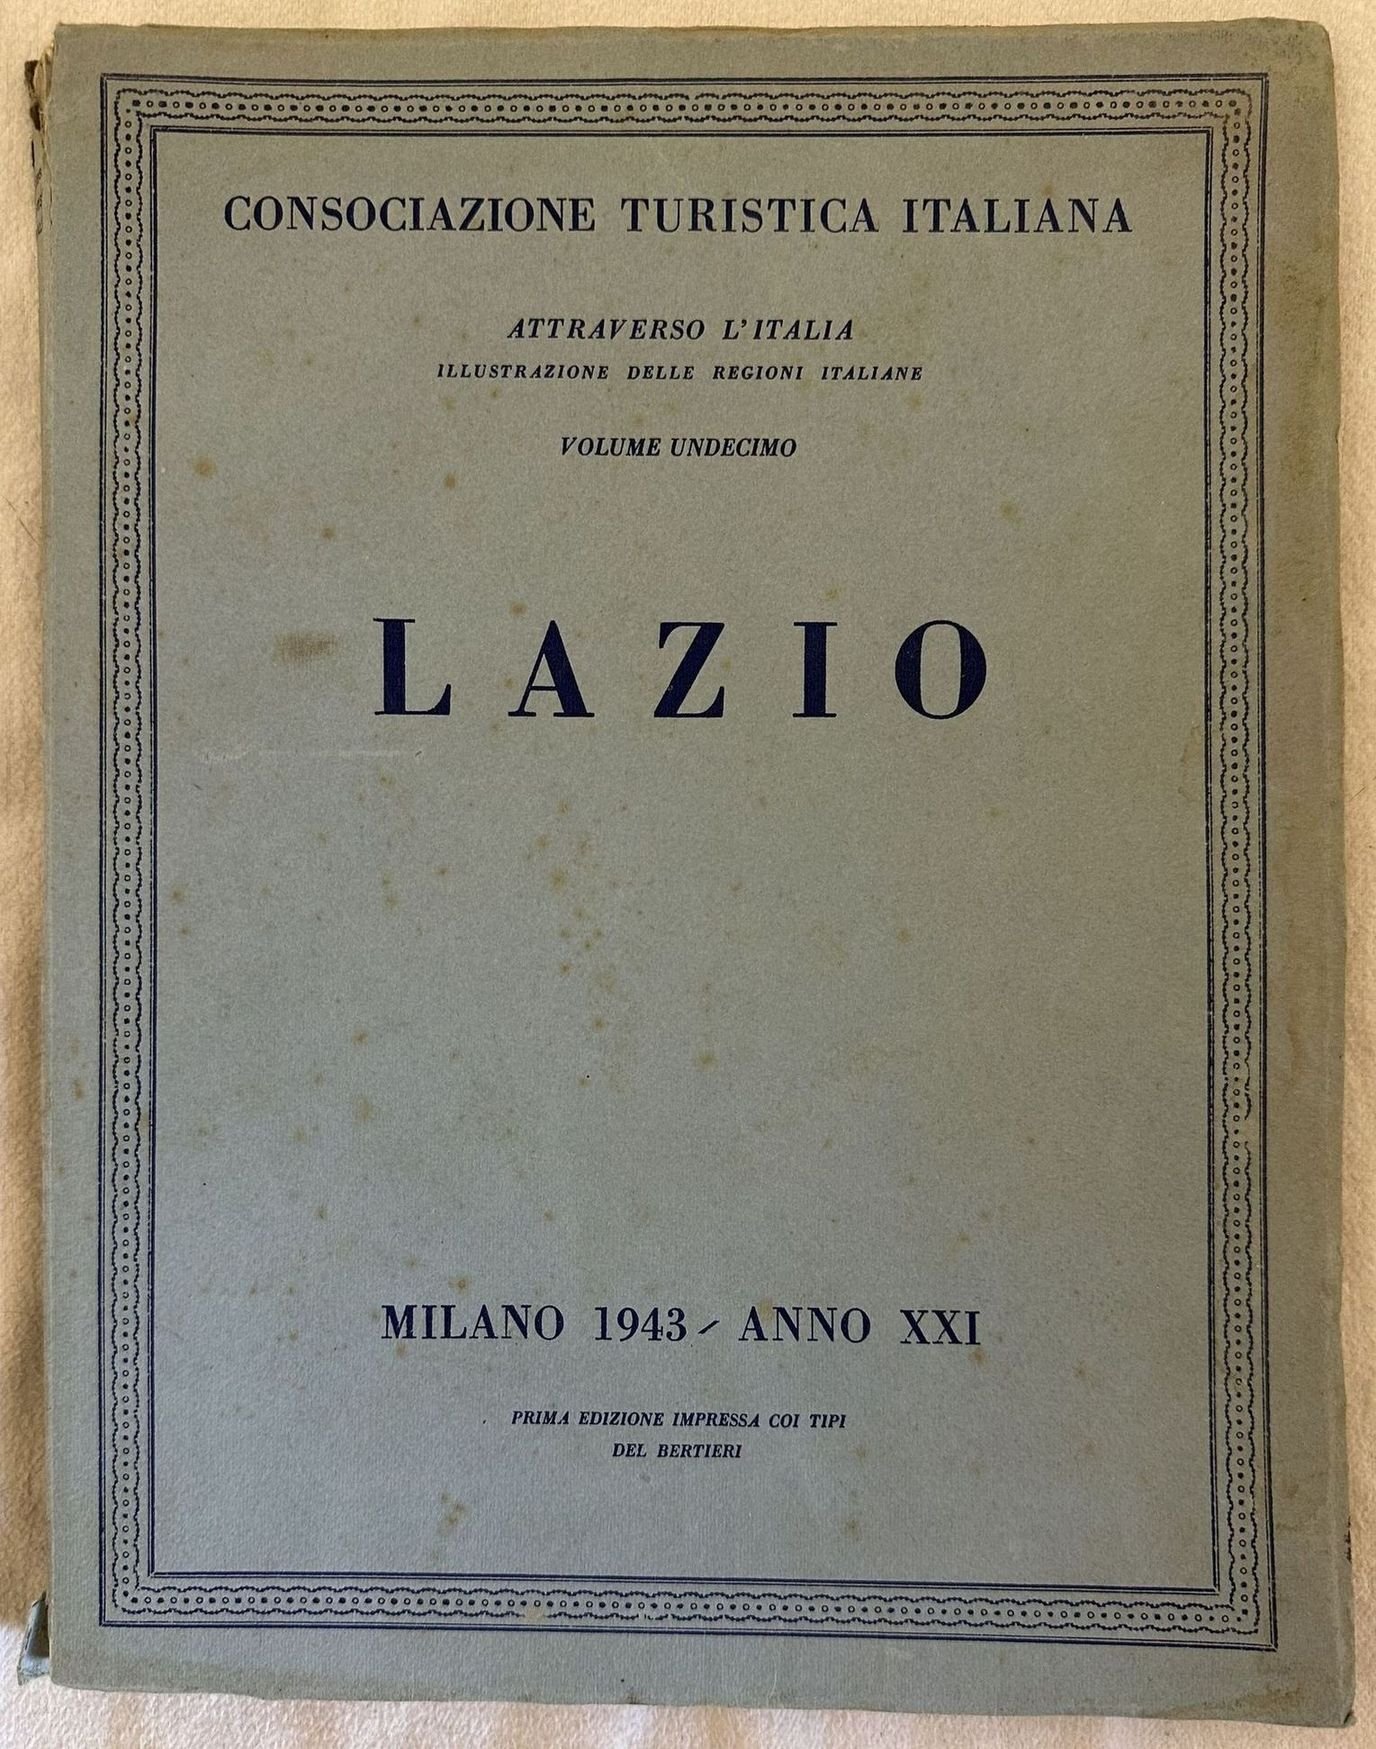 CONSOCIAZIONE TURISTICA ITALIANA
ATTRAVERSO L'ITALIA
ILLUSTRAZIONE DELLE REGIONI ITALIANE
VOLUME UNDECIMO
LAZIO
MILANO 1943 - ANNO XXI
PRIMA EDIZIONE IMPRESSA COI TIPI
DEL BERTIERI